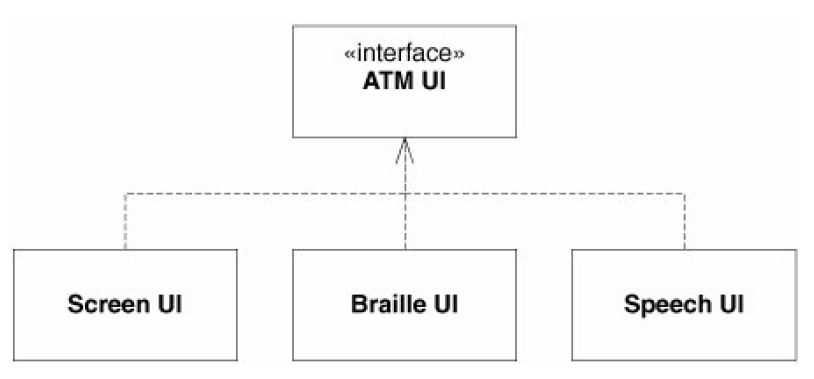 «interface»
ATM UI
Screen UI
Braille UI
Speech UI